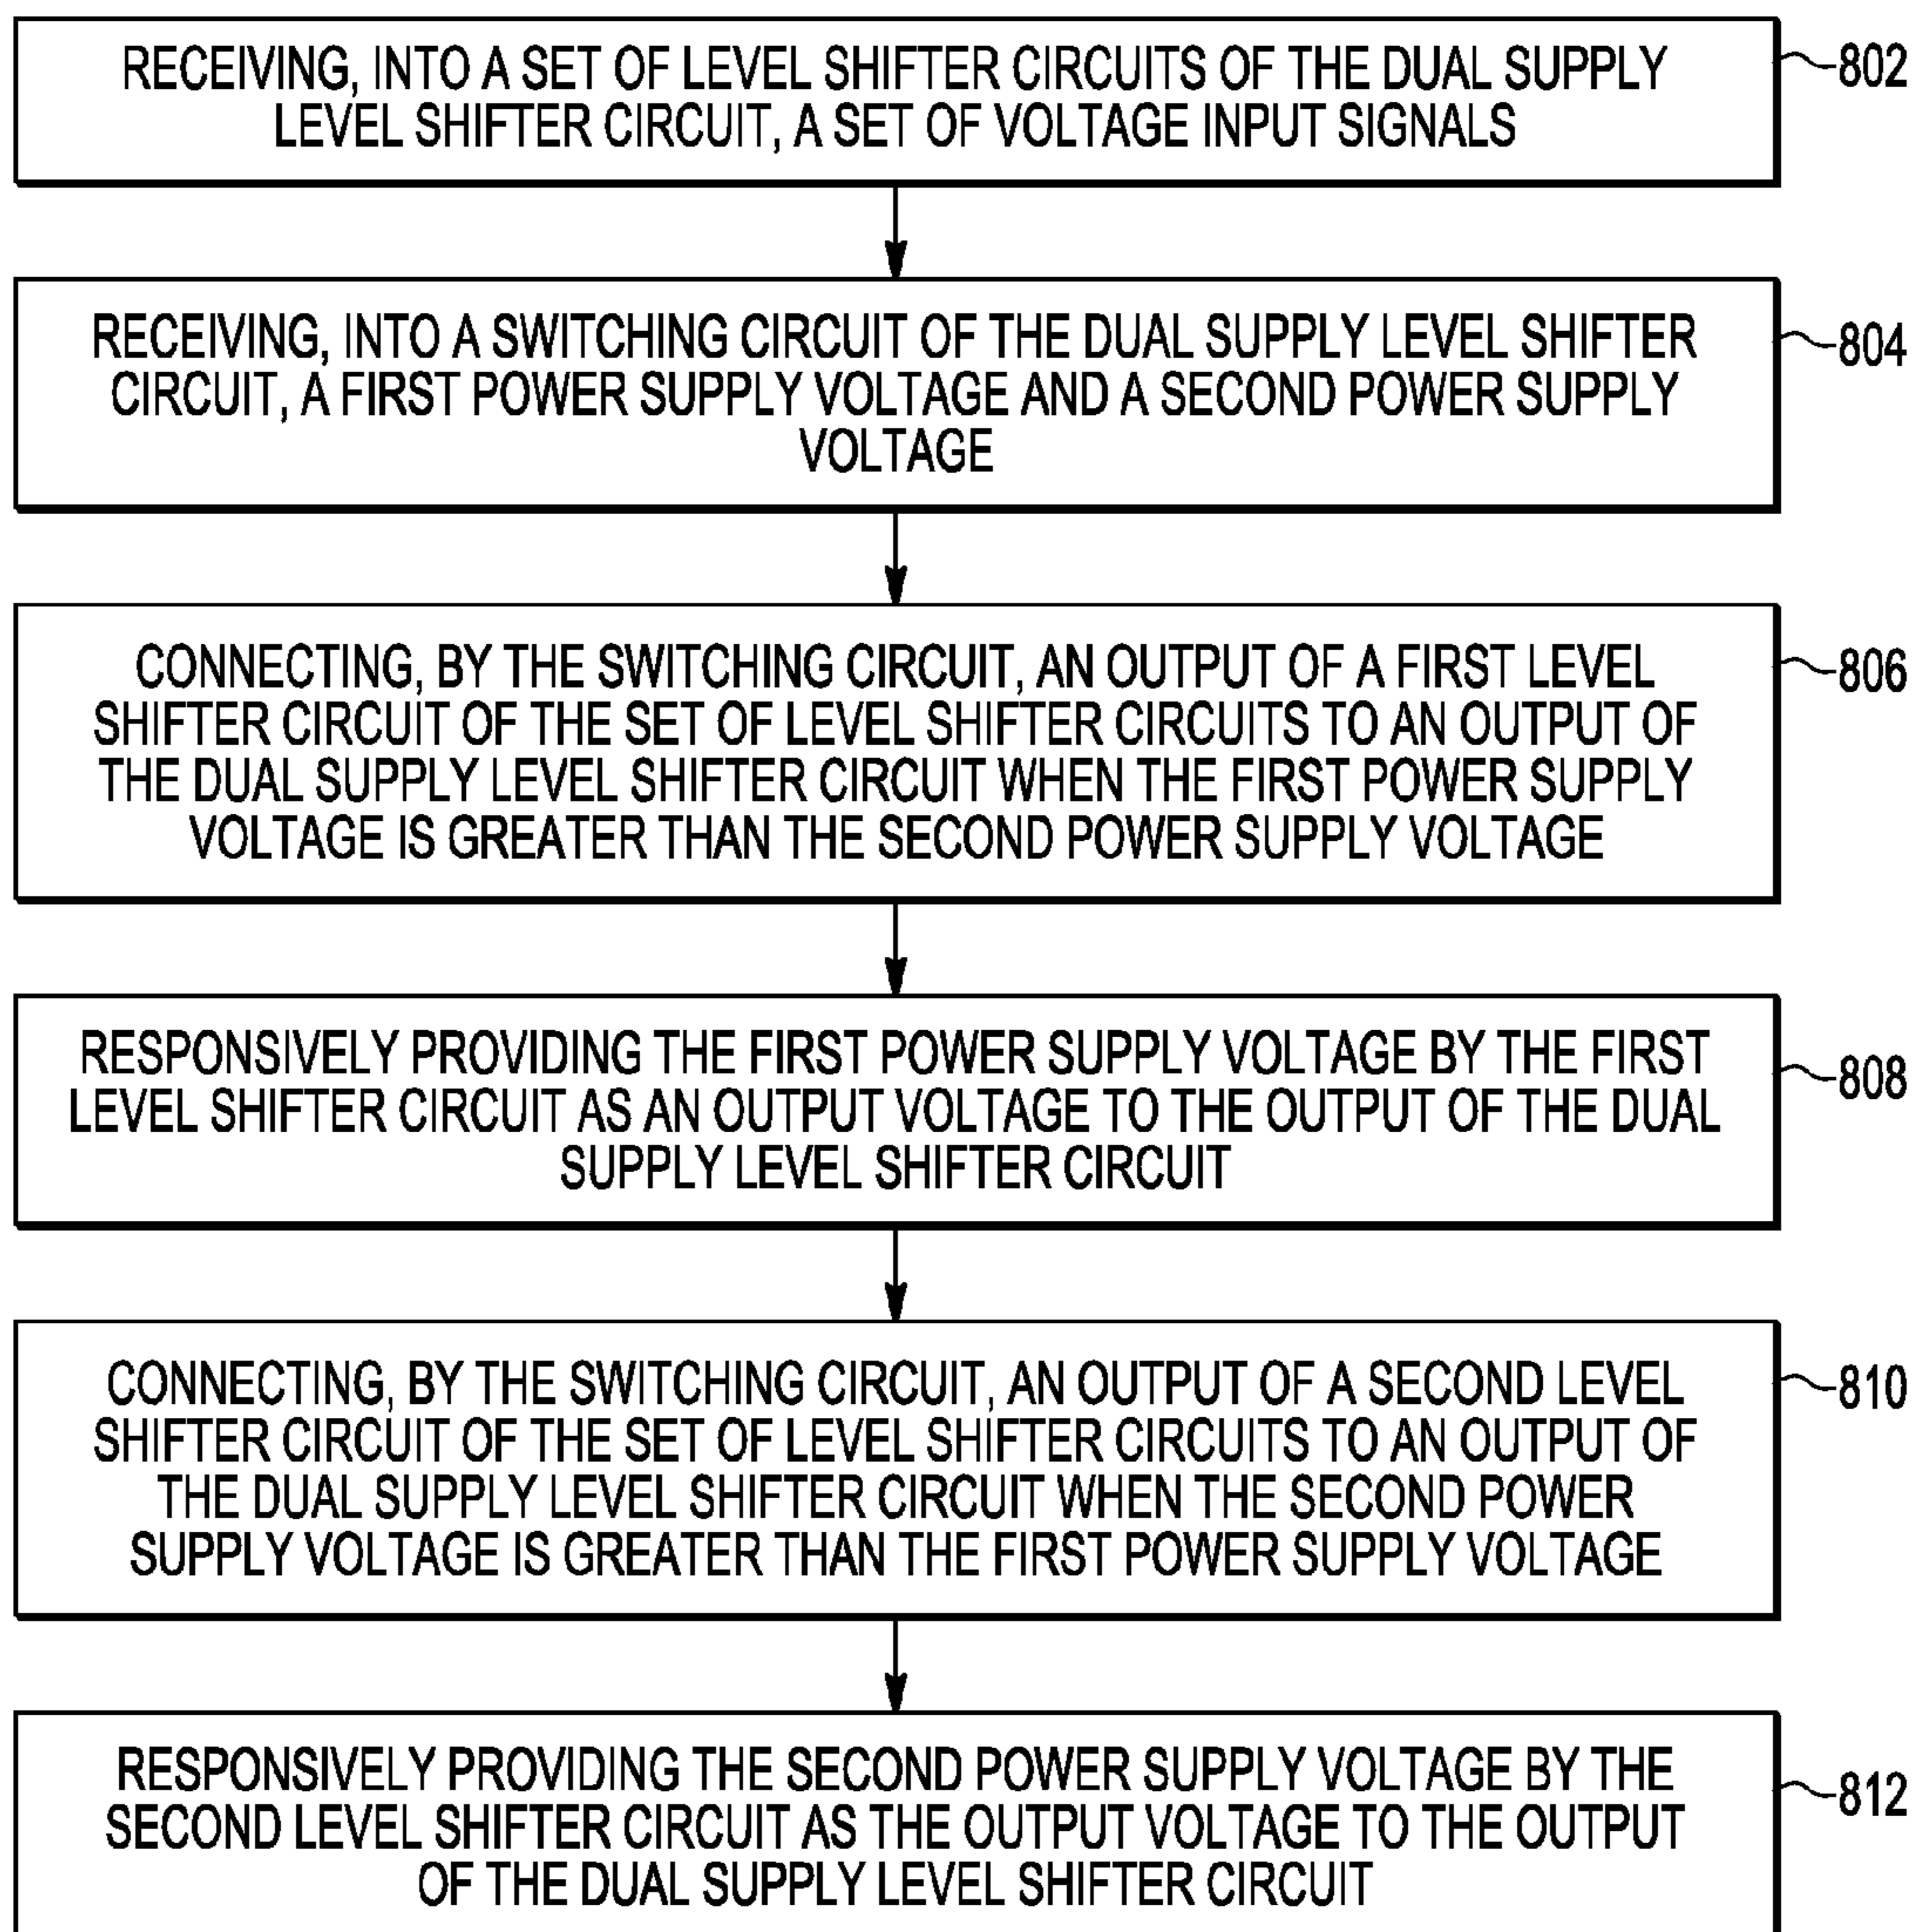 RECEIVING, INTO A SET OF LEVEL SHIFTER CIRCUITS OF THE DUAL SUPPLY
LEVEL SHIFTER CIRCUIT, A SET OF VOLTAGE INPUT SIGNALS
802
RECEIVING, INTO A SWITCHING CIRCUIT OF THE DUAL SUPPLY LEVEL SHIFTER
CIRCUIT, A FIRST POWER SUPPLY VOLTAGE AND A SECOND POWER SUPPLY
VOLTAGE
804
CONNECTING, BY THE SWITCHING CIRCUIT, AN OUTPUT OF A FIRST LEVEL
SHIFTER CIRCUIT OF THE SET OF LEVEL SHIFTER CIRCUITS TO AN OUTPUT OF
THE DUAL SUPPLY LEVEL SHIFTER CIRCUIT WHEN THE FIRST POWER SUPPLY
VOLTAGE IS GREATER THAN THE SECOND POWER SUPPLY VOLTAGE
806
RESPONSIVELY PROVIDING THE FIRST POWER SUPPLY VOLTAGE BY THE FIRST
LEVEL SHIFTER CIRCUIT AS AN OUTPUT VOLTAGE TO THE OUTPUT OF THE DUAL
SUPPLY LEVEL SHIFTER CIRCUIT
808
CONNECTING, BY THE SWITCHING CIRCUIT, AN OUTPUT OF A SECOND LEVEL
SHIFTER CIRCUIT OF THE SET OF LEVEL SHIFTER CIRCUITS TO AN OUTPUT OF
THE DUAL SUPPLY LEVEL SHIFTER CIRCUIT WHEN THE SECOND POWER
SUPPLY VOLTAGE IS GREATER THAN THE FIRST POWER SUPPLY VOLTAGE
810
RESPONSIVELY PROVIDING THE SECOND POWER SUPPLY VOLTAGE BY THE
SECOND LEVEL SHIFTER CIRCUIT AS THE OUTPUT VOLTAGE TO THE OUTPUT
OF THE DUAL SUPPLY LEVEL SHIFTER CIRCUIT
812